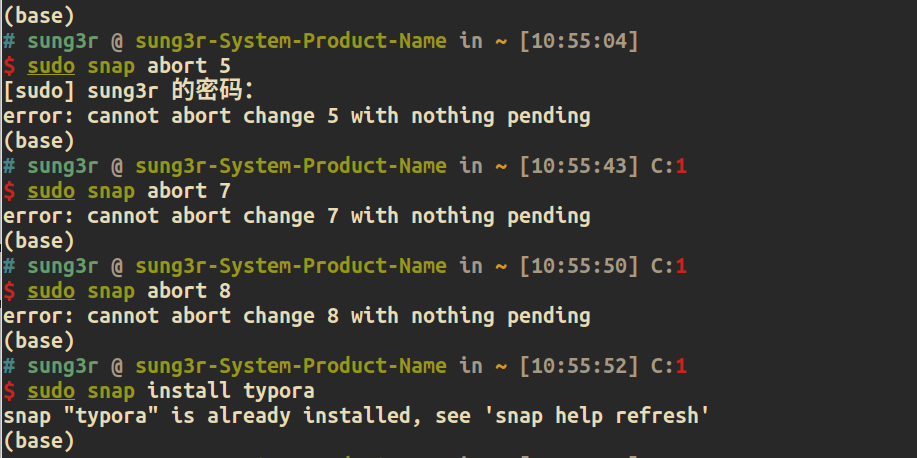 (base)
# sung3r @ sung3r-System-Product-Name in ~ [10:55:04]
$ sudo snap abort 5
[sudo] sung3r 的密码：
error: cannot abort change 5 with nothing pending
(base)
# sung3r @ sung3r-System-Product-Name in ~ [10:55:43] C:1
$ sudo snap abort 7
error: cannot abort change 7 with nothing pending
(base)
# sung3r @ sung3r-System-Product-Name in ~ [10:55:50] C:1
$ sudo snap abort 8
error: cannot abort change 8 with nothing pending
(base)
# sung3r @ sung3r-System-Product-Name in ~ [10:55:52] C:1
$ sudo snap install typora
snap "typora" is already installed, see 'snap help refresh'
(base)